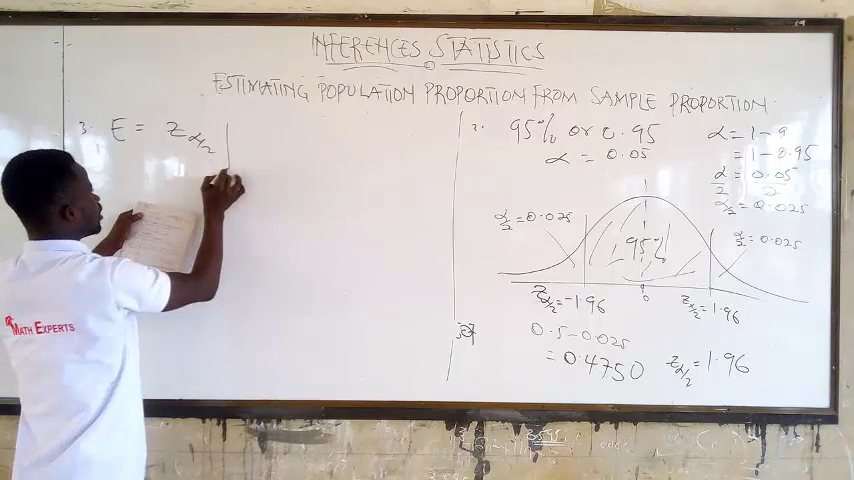 INFERENCES STATISTICS
ESTIMATING POPULATION PROPORTION FROM SAMPLE PROPORTION
3. E = Z α/2
2. 95% or 0.95
α = 0.05
α = 1 - 9
= 1 - 0.95
α/2 = 0.05/2
α/2 = 0.025
α/2 = 0.025
95%
α/2 = 0.025
Z α/2 = -1.96
0
Z α/2 = 1.96
0.5 - 0.025
= 0.4750
Z α/2 = 1.96
MATH EXPERTS